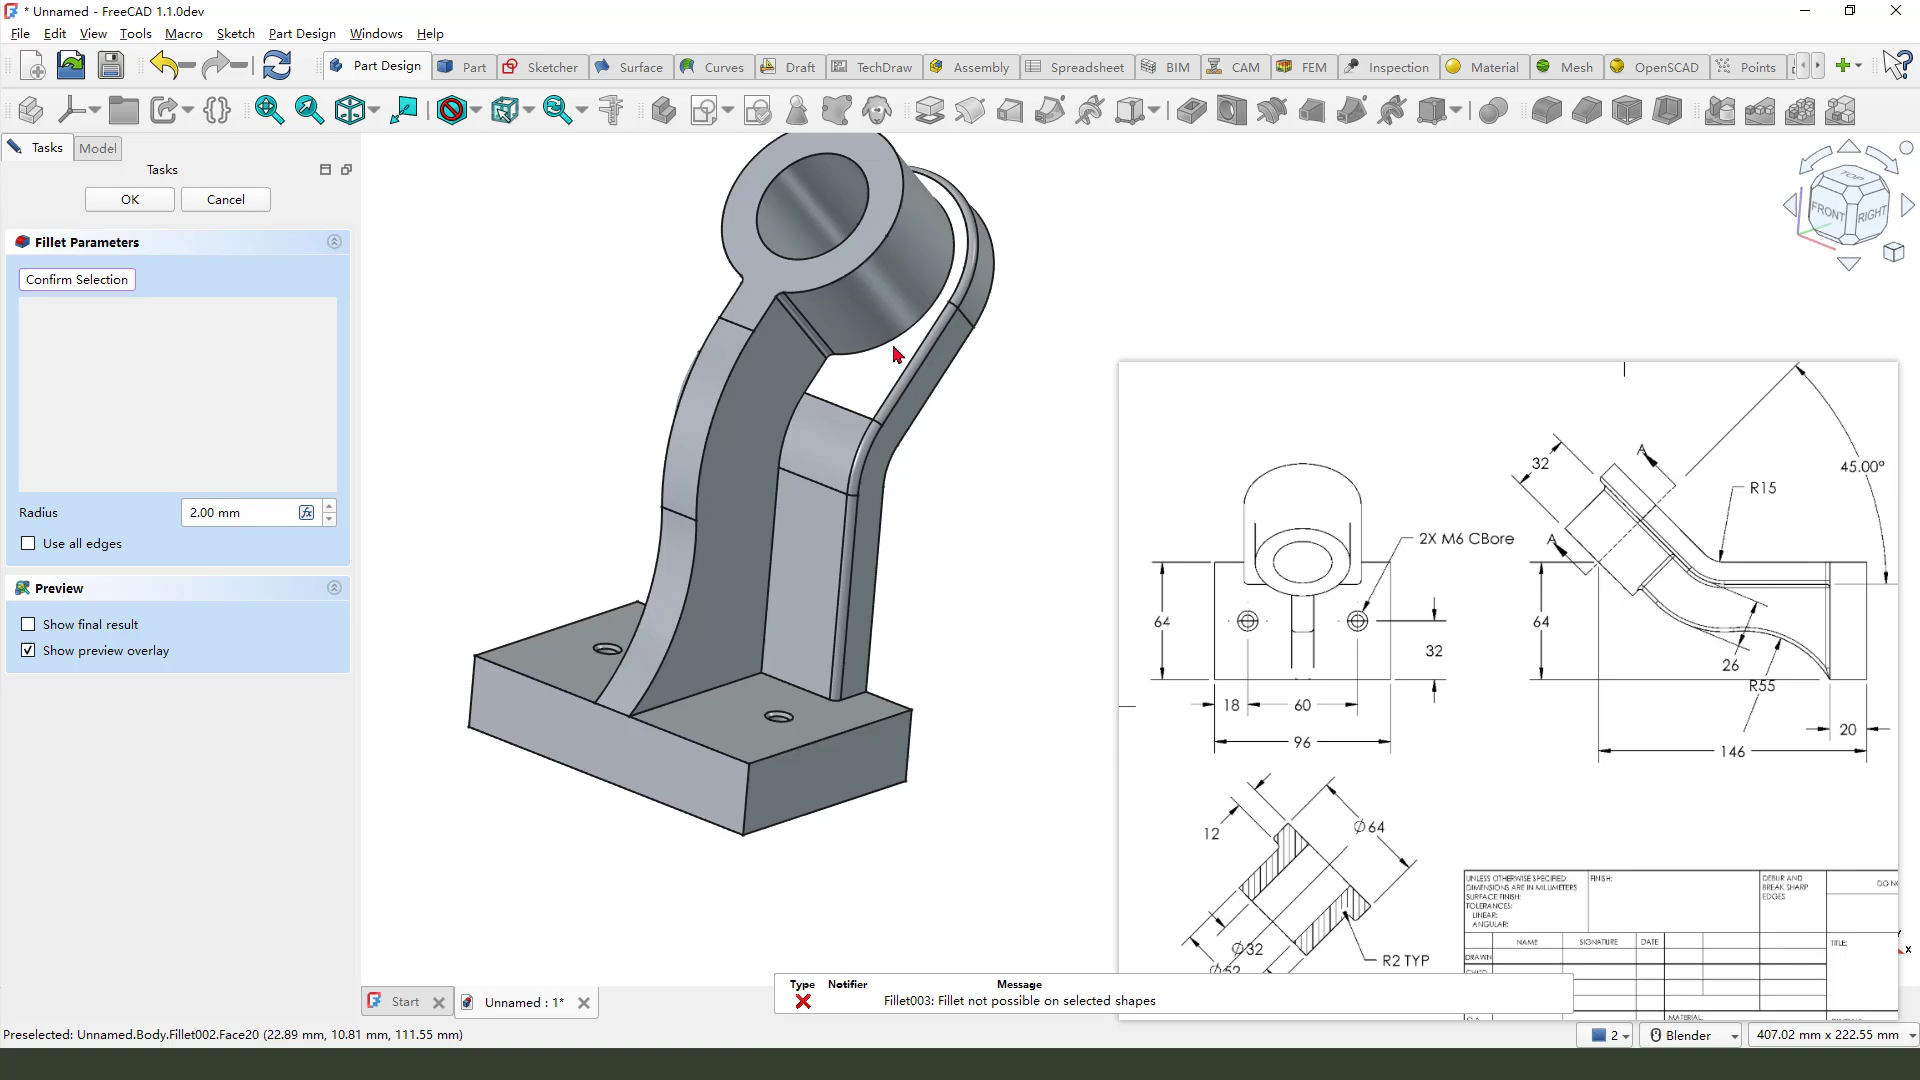 * Unnamed - FreeCAD 1.1.0dev
File Edit View Tools Macro Sketch Part Design Windows Help
Part Design Part Sketcher Surface Curves Draft TechDraw Assembly Spreadsheet BIM CAM FEM Inspection Material Mesh OpenSCAD Points
Tasks Model
Tasks
OK Cancel
Fillet Parameters
Confirm Selection
Radius 2.00 mm
Use all edges
Preview
Show final result
Show preview overlay
TOP
FRONT RIGHT
32
A
45.00°
R15
2X M6 CBore
A
64
64
32
26
R55
18 60
20
96
146
12
Ø64
Ø32
Ø52
R2 TYP
UNLESS OTHERWISE SPECIFIED:
DIMENSIONS ARE IN MILLIMETERS
SURFACE FINISH:
TOLERANCES:
LINEAR:
ANGULAR:
FINISH:
DEBUR AND
BREAK SHARP
EDGES
NAME SIGNATURE DATE
TITLE:
DRAWN
MATERIAL:
Type Notifier Message
Fillet003: Fillet not possible on selected shapes
Start Unnamed : 1*
x
Preselected: Unnamed.Body.Fillet002.Face20 (22.89 mm, 10.81 mm, 111.55 mm)
2 Blender 407.02 mm x 222.55 mm